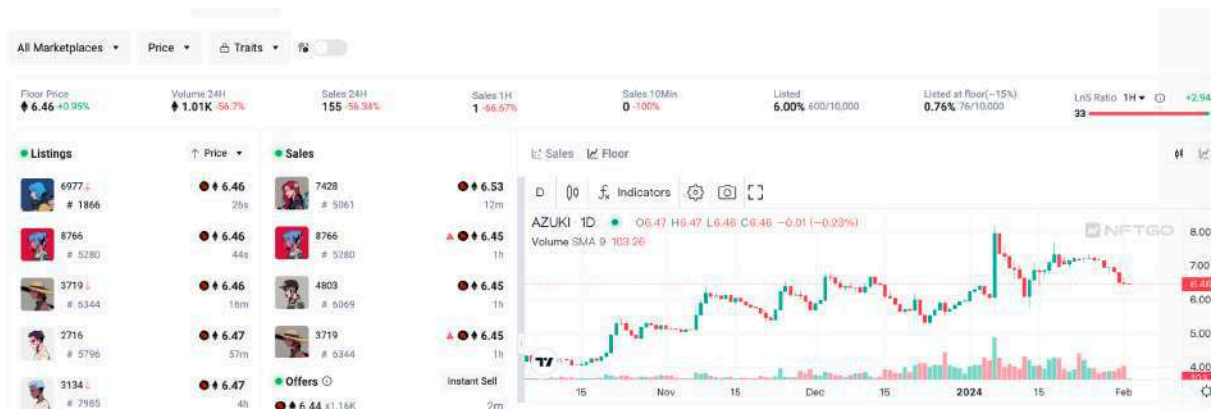 All Marketplaces
Price
Traits
Floor Price
6.46 +0.95%
Volume 24H
1.01K -56.7%
Sales 24H
155 -56.34%
Sales 1H
1 -66.67%
Sales 10Min
0 -100%
Listed
6.00% 600/10,000
Listed at floor(-15%)
0.76% 76/10,000
LnS Ratio 1H +2.94
33
Listings
Price
6977 6.46
# 1866 26s
8766 6.46
# 5280 44s
3719 6.46
# 6344 16m
2716 6.47
# 5796 57m
3134 6.47
# 7965 4h
Sales
7428 6.53
# 5061 12m
8766 6.45
# 5280 1h
4803 6.45
# 6069 1h
3719 6.45
# 6344 1h
Offers Instant Sell
6.44 x1.16K 2m
Sales Floor
D Indicators
AZUKI 1D O6.47 H6.47 L6.46 C6.46 -0.01 (-0.23%)
Volume SMA 9 103.26
NFTGO
8.00
7.00
6.46
6.00
5.00
4.00
15 Nov 15 Dec 15 2024 15 Feb